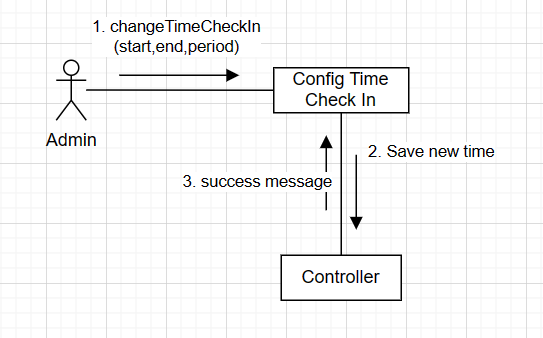 1. changeTimeCheckIn
(start,end,period)
Config Time
Check In
Admin
2. Save new time
3. success message
Controller